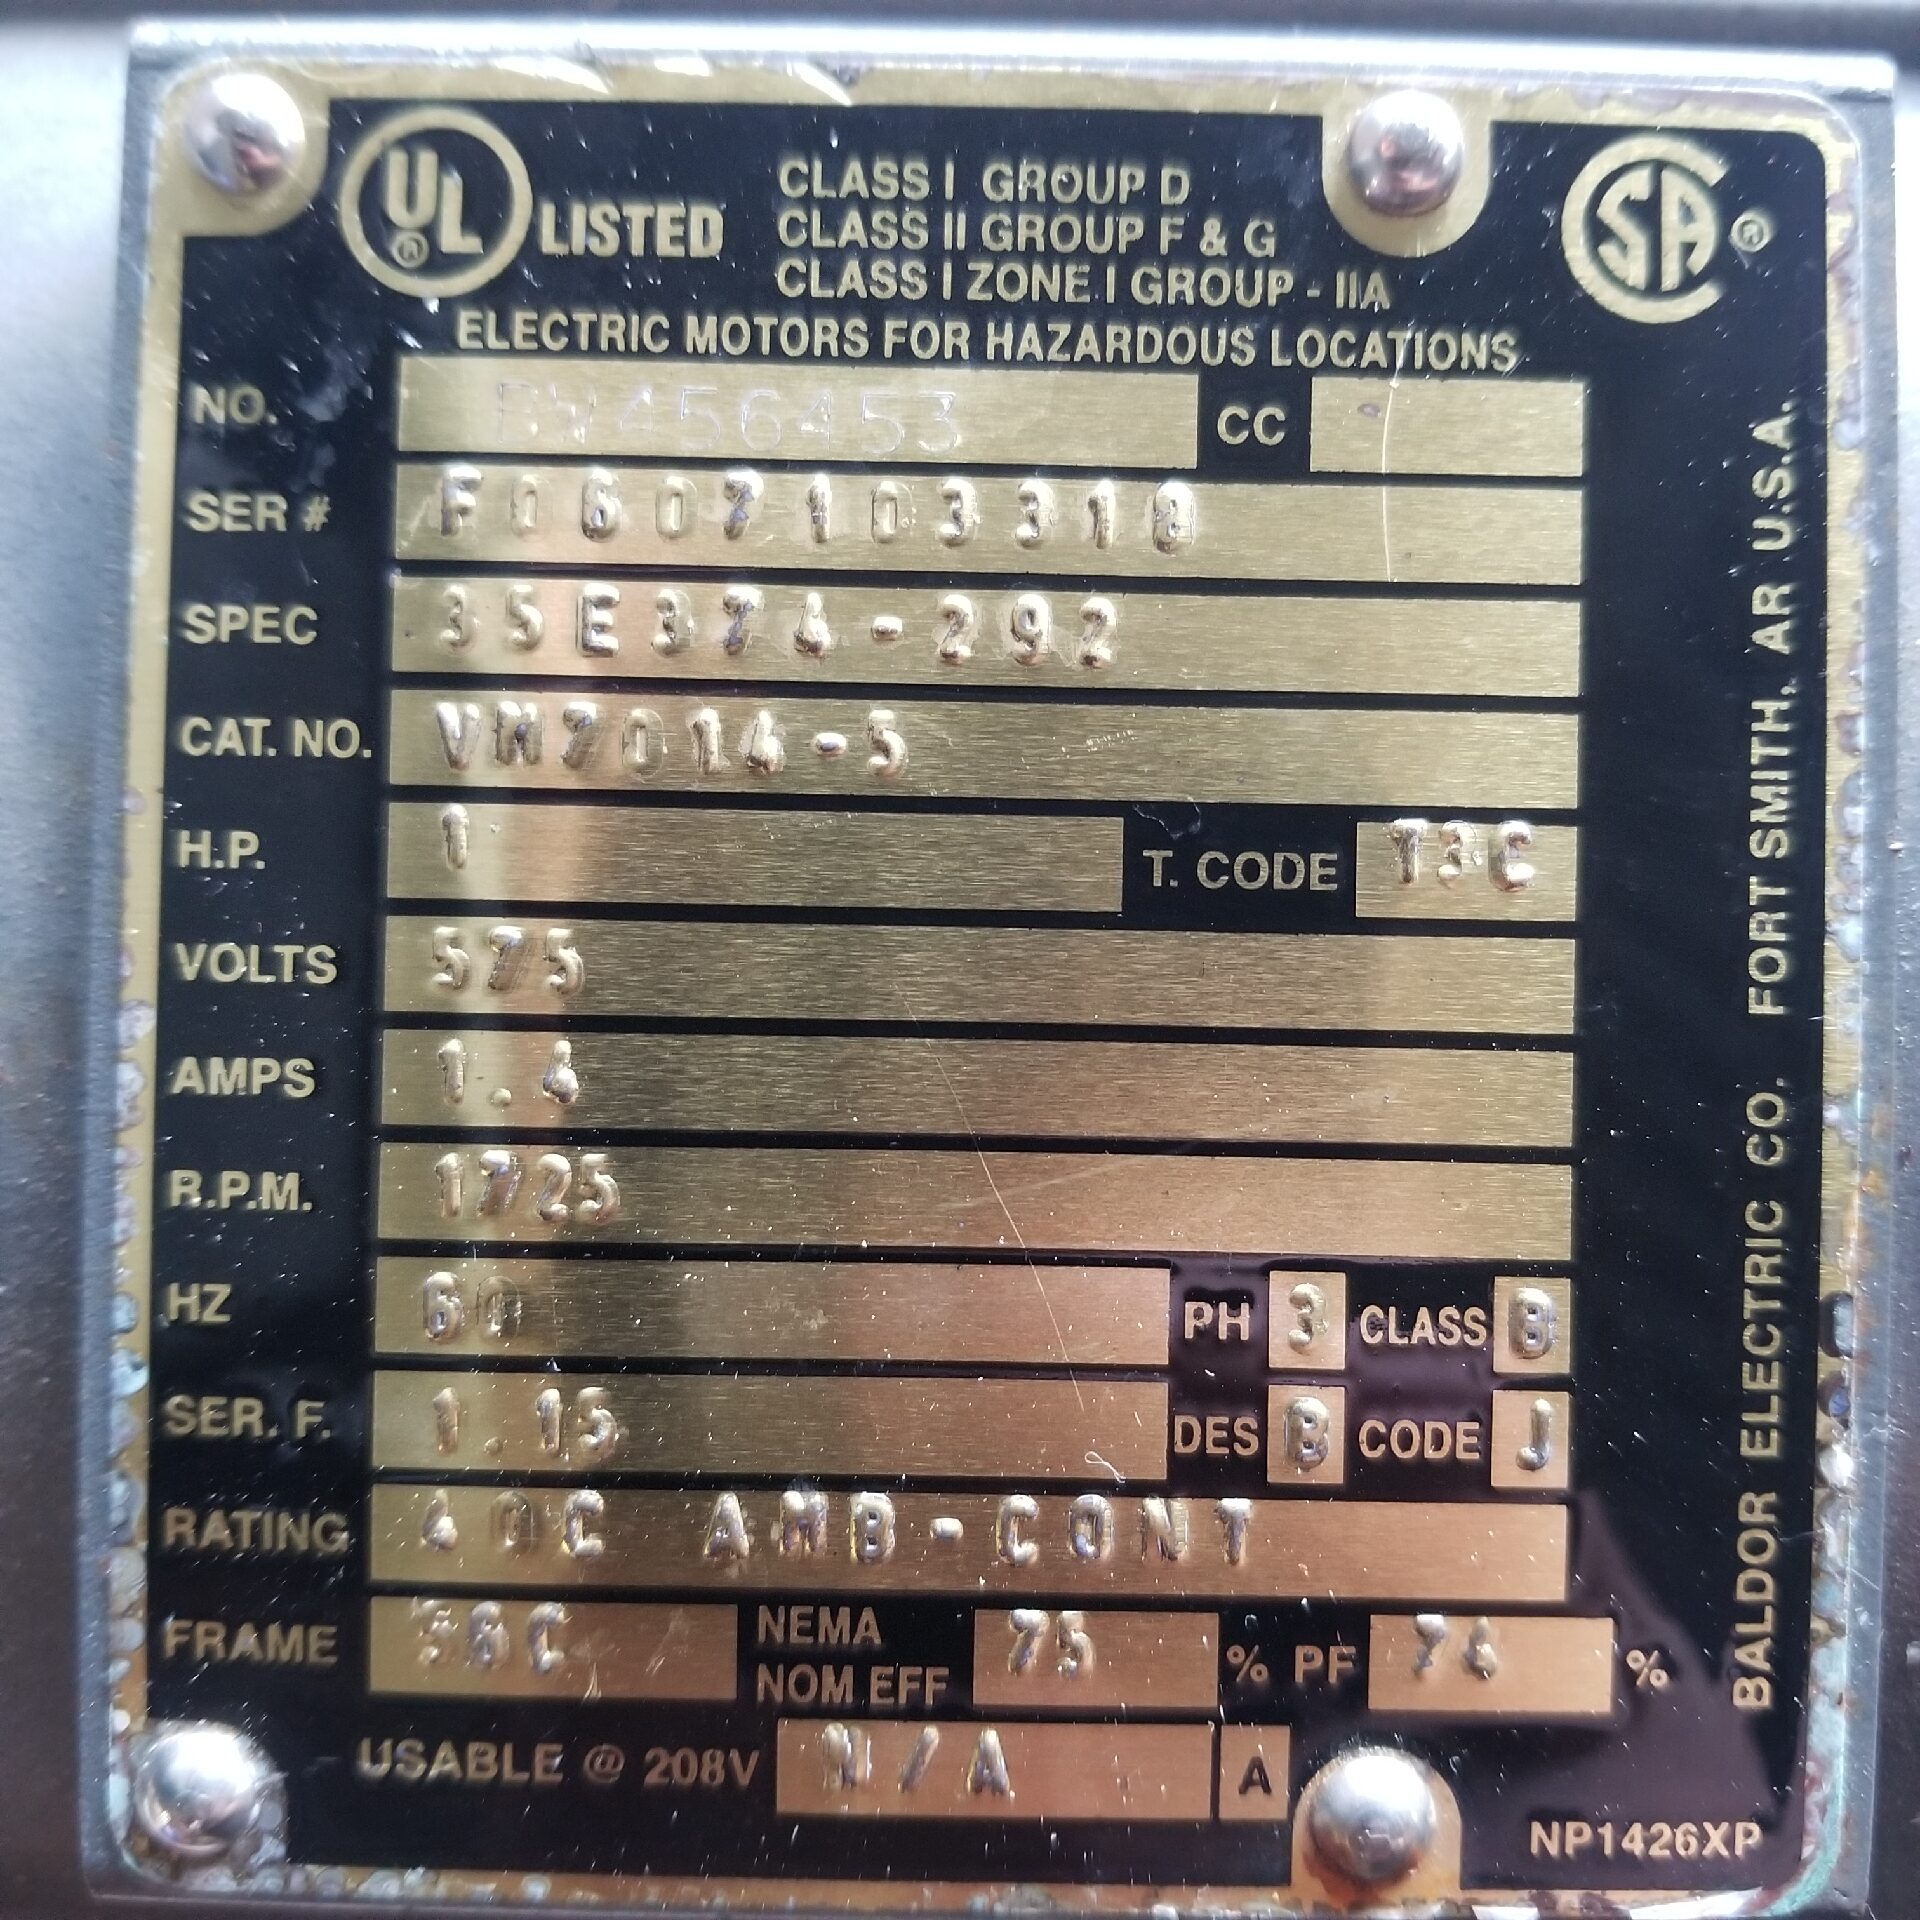 UL® LISTED
CLASS I GROUP D
CLASS II GROUP F & G
CLASS I ZONE I GROUP - IIA
SA ®
ELECTRIC MOTORS FOR HAZARDOUS LOCATIONS
NO. BW456453 CC
SER # F0607103318
SPEC 35E374-292
CAT. NO. VM7014-5
H.P. 1 T. CODE T3C
VOLTS 575
AMPS 1.4
R.P.M. 1725
HZ 60 PH 3 CLASS B
SER. F. 1.15 DES B CODE J
RATING 40C AMB-CONT
FRAME 56C NEMA NOM EFF 75 % PF 74 %
USABLE @ 208V N/A A
NP1426XP
BALDOR ELECTRIC CO. FORT SMITH, AR U.S.A.